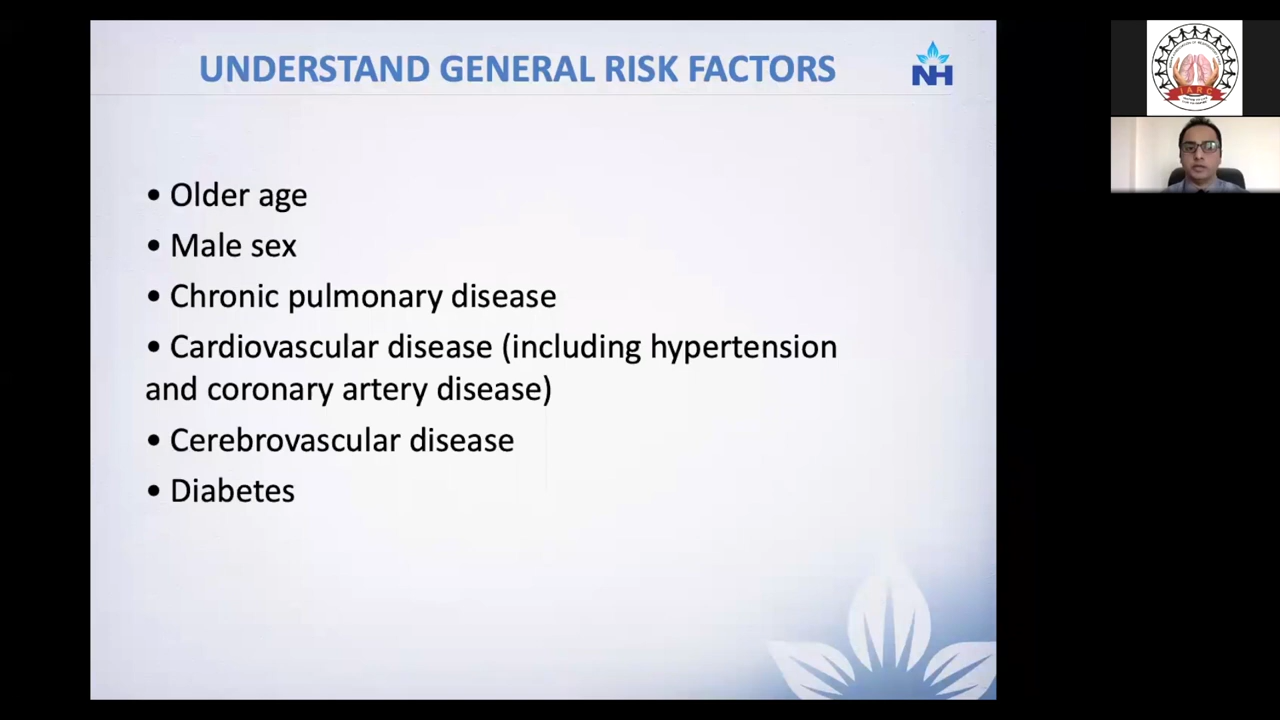 UNDERSTAND GENERAL RISK FACTORS
NH
• Older age
• Male sex
• Chronic pulmonary disease
• Cardiovascular disease (including hypertension
and coronary artery disease)
• Cerebrovascular disease
• Diabetes
IARC